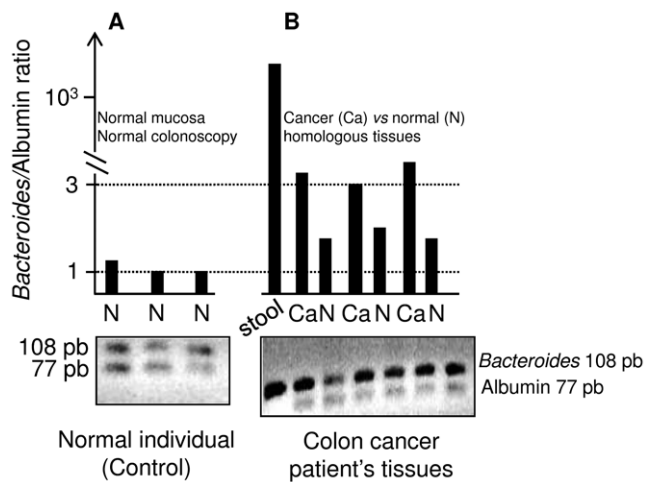 A
B
Bacteroides/Albumin ratio
10³
3
1
Normal mucosa
Normal colonoscopy
Cancer (Ca) vs normal (N)
homologous tissues
N N N
stool Ca N Ca N Ca N
108 pb
77 pb
Bacteroides 108 pb
Albumin 77 pb
Normal individual
(Control)
Colon cancer
patient's tissues